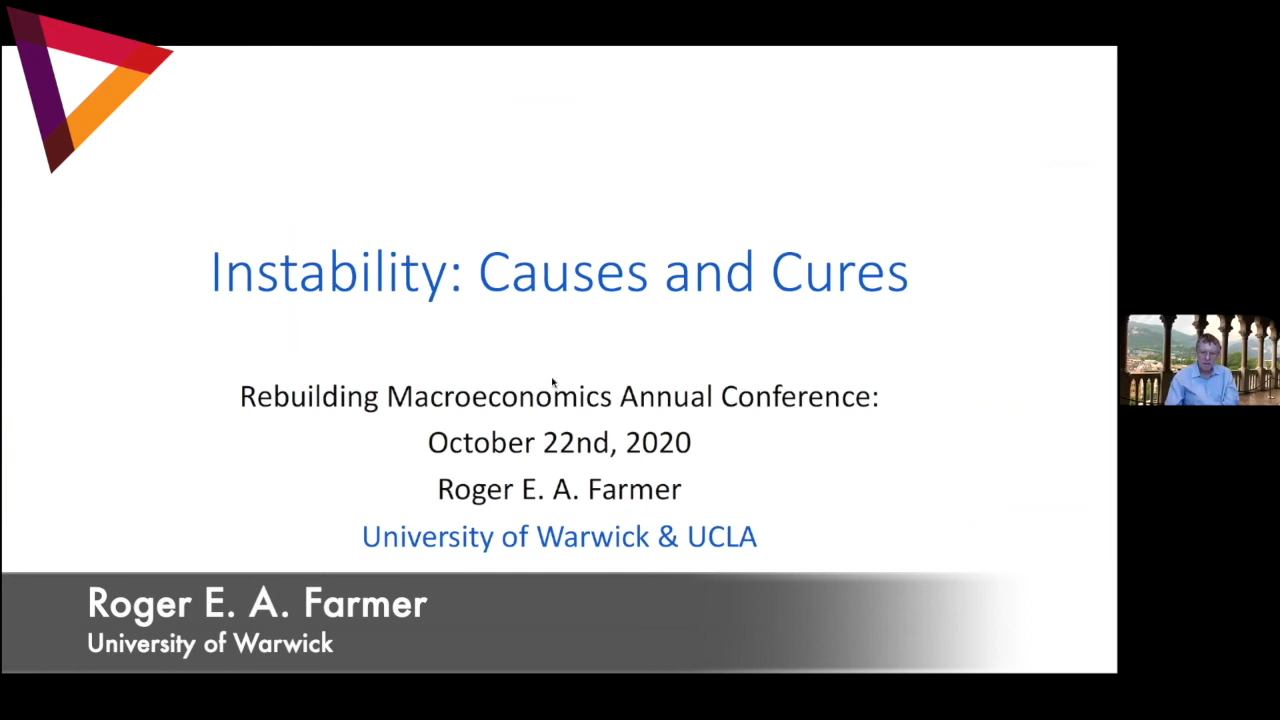 Instability: Causes and Cures
Rebuilding Macroeconomics Annual Conference:
October 22nd, 2020
Roger E. A. Farmer
University of Warwick & UCLA
Roger E. A. Farmer
University of Warwick